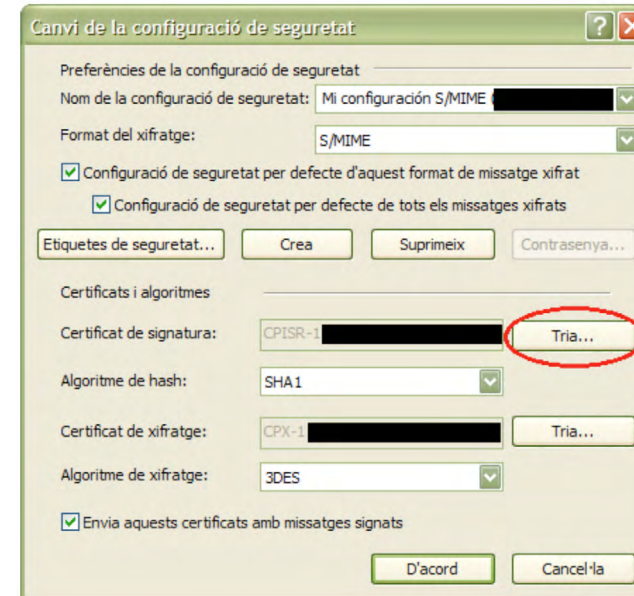 Canvi de la configuració de seguretat
Preferències de la configuració de seguretat
Nom de la configuració de seguretat: Mi configuración S/MIME (
Format del xifratge: S/MIME
Configuració de seguretat per defecte d'aquest format de missatge xifrat
Configuració de seguretat per defecte de tots els missatges xifrats
Etiquetes de seguretat... Crea Suprimeix Contrasenya...
Certificats i algoritmes
Certificat de signatura: CPISR-1 Tria...
Algoritme de hash: SHA1
Certificat de xifratge: CPX-1 Tria...
Algoritme de xifratge: 3DES
Envia aquests certificats amb missatges signats
D'acord Cancel·la